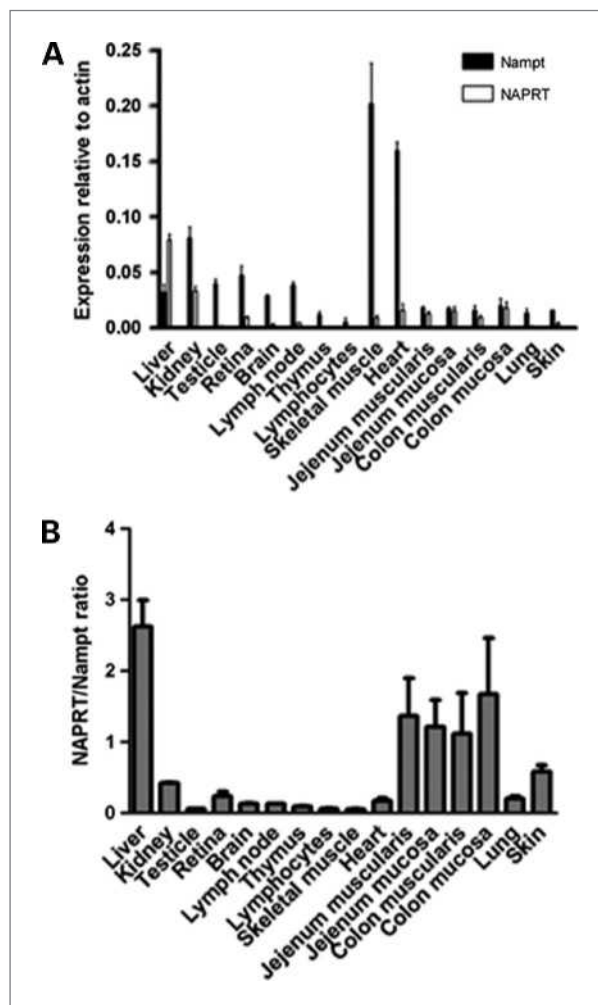 A
Expression relative to actin
0.25
0.20
0.15
0.10
0.05
0.00
Nampt
NAPRT
Liver
Kidney
Testicle
Retina
Brain
Lymph node
Thymus
Lymphocytes
Skeletal muscle
Heart
Jejenum muscularis
Jejenum mucosa
Colon muscularis
Colon mucosa
Lung
Skin
B
NAPRT/Nampt ratio
4
3
2
1
0
Liver
Kidney
Testicle
Retina
Brain
Lymph node
Thymus
Lymphocytes
Skeletal muscle
Heart
Jejenum muscularis
Jejenum mucosa
Colon muscularis
Colon mucosa
Lung
Skin